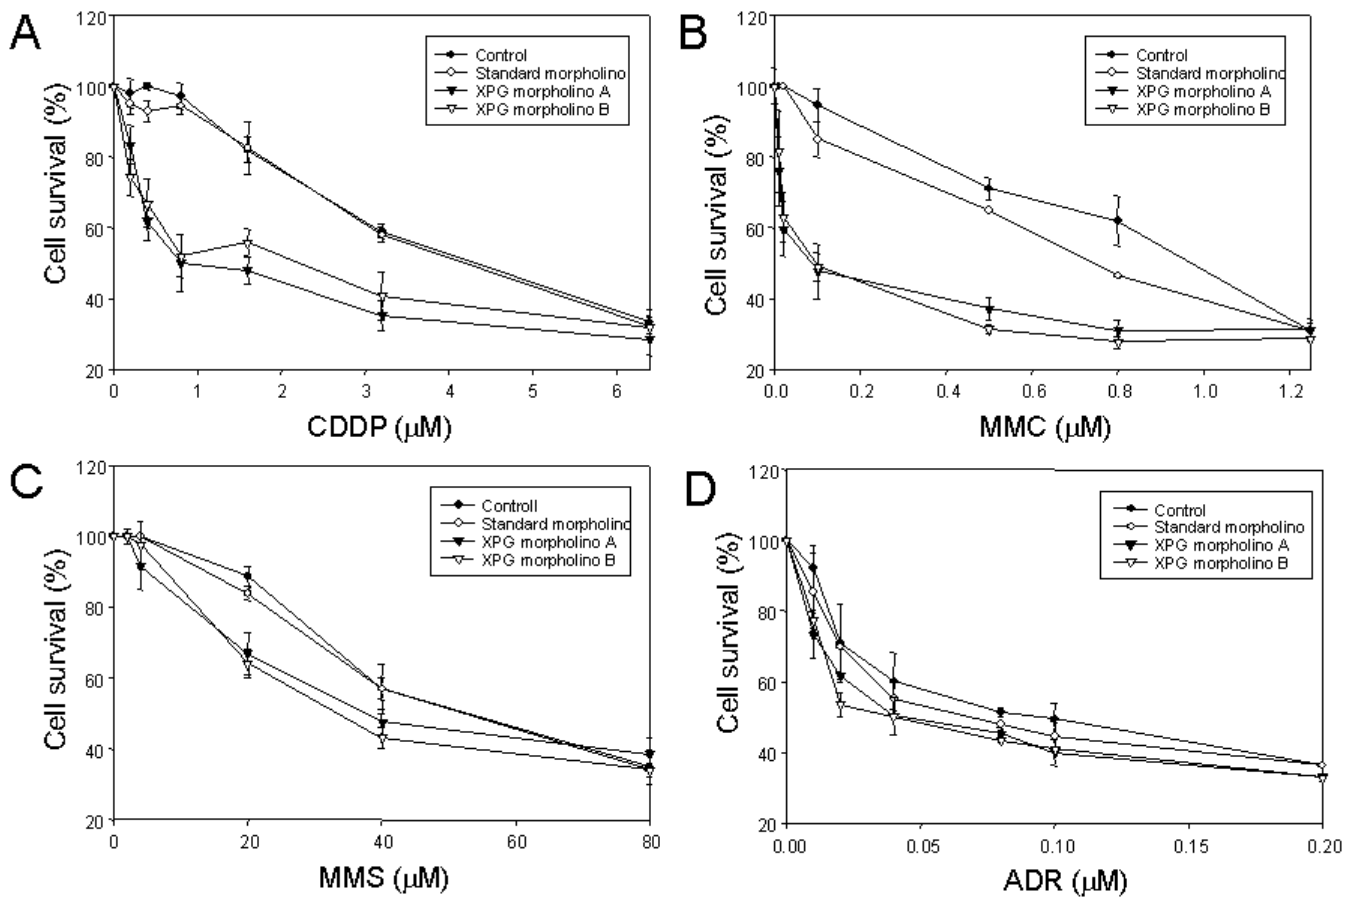 A
120
100
80
60
40
20
Cell survival (%)
Control
Standard morpholino
XPG morpholino A
XPG morpholino B
0 1 2 3 4 5 6
CDDP (µM)
B
120
100
80
60
40
20
Cell survival (%)
Control
Standard morpholino
XPG morpholino A
XPG morpholino B
0.0 0.2 0.4 0.6 0.8 1.0 1.2
MMC (µM)
C
120
100
80
60
40
20
Cell survival (%)
Controll
Standard morpholino
XPG morpholino A
XPG morpholino B
0 20 40 60 80
MMS (µM)
D
120
100
80
60
40
20
Cell survival (%)
Control
Standard morpholino
XPG morpholino A
XPG morpholino B
0.00 0.05 0.10 0.15 0.20
ADR (µM)